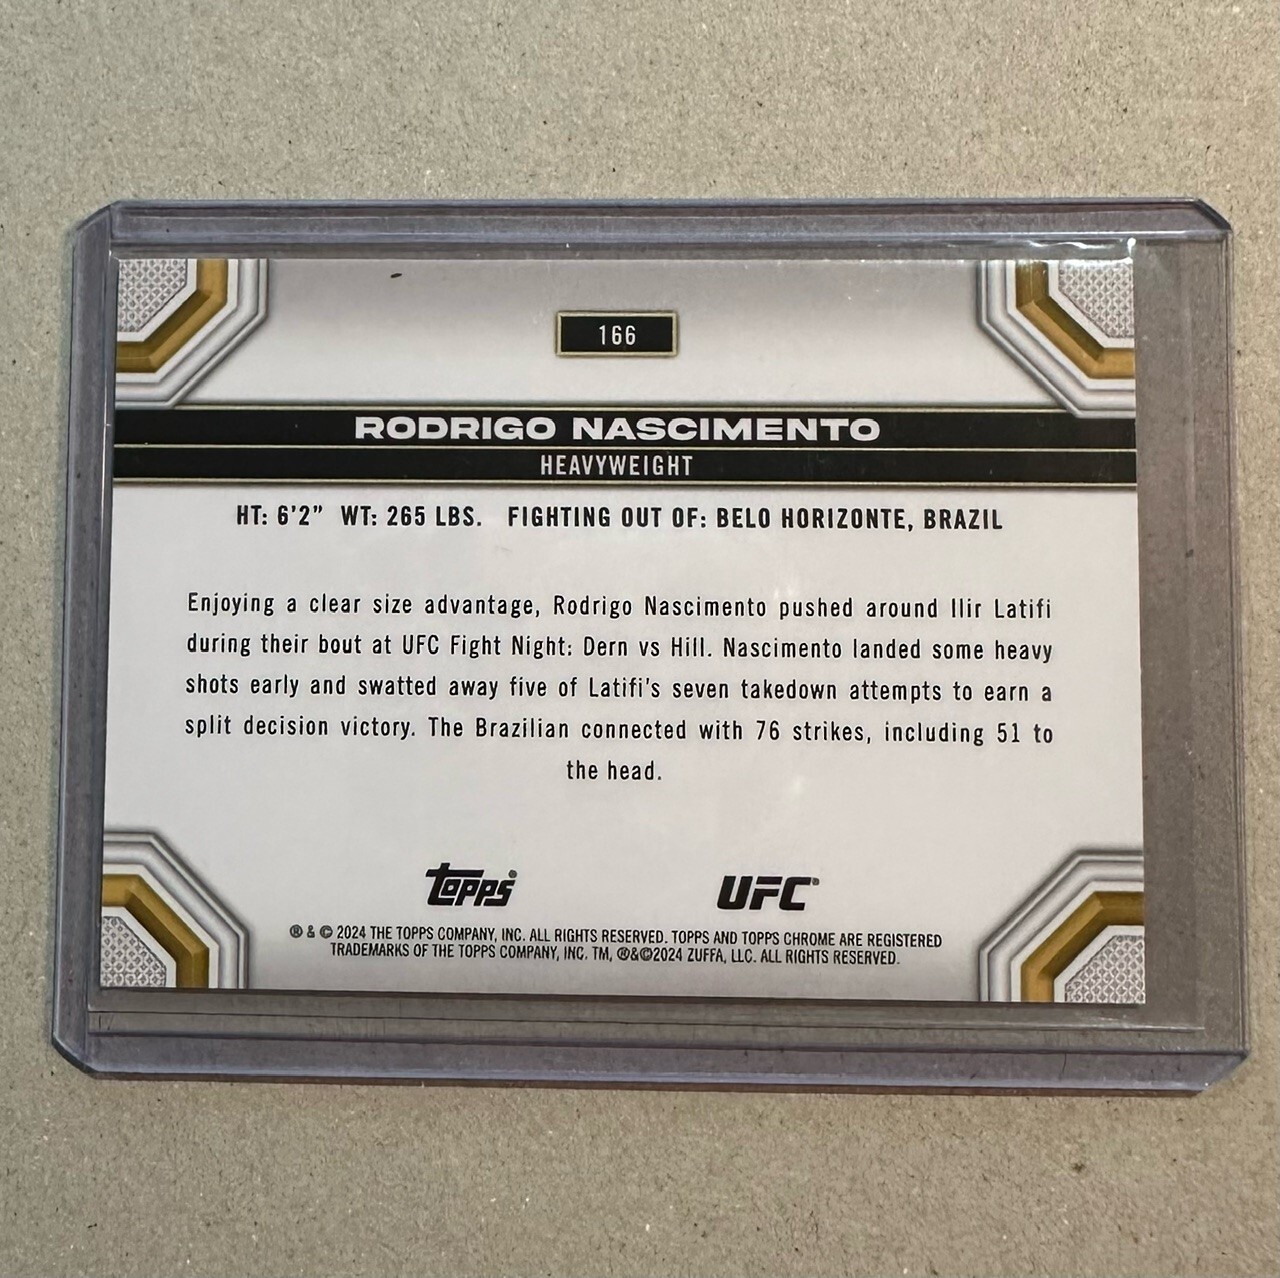 166
RODRIGO NASCIMENTO
HEAVYWEIGHT
HT: 6'2" WT: 265 LBS. FIGHTING OUT OF: BELO HORIZONTE, BRAZIL
Enjoying a clear size advantage, Rodrigo Nascimento pushed around Ilir Latifi
during their bout at UFC Fight Night: Dern vs Hill. Nascimento landed some heavy
shots early and swatted away five of Latifi's seven takedown attempts to earn a
split decision victory. The Brazilian connected with 76 strikes, including 51 to
the head.
topps® UFC®
® & © 2024 THE TOPPS COMPANY, INC. ALL RIGHTS RESERVED. TOPPS AND TOPPS CHROME ARE REGISTERED
TRADEMARKS OF THE TOPPS COMPANY, INC. TM, ®&©2024 ZUFFA, LLC. ALL RIGHTS RESERVED.